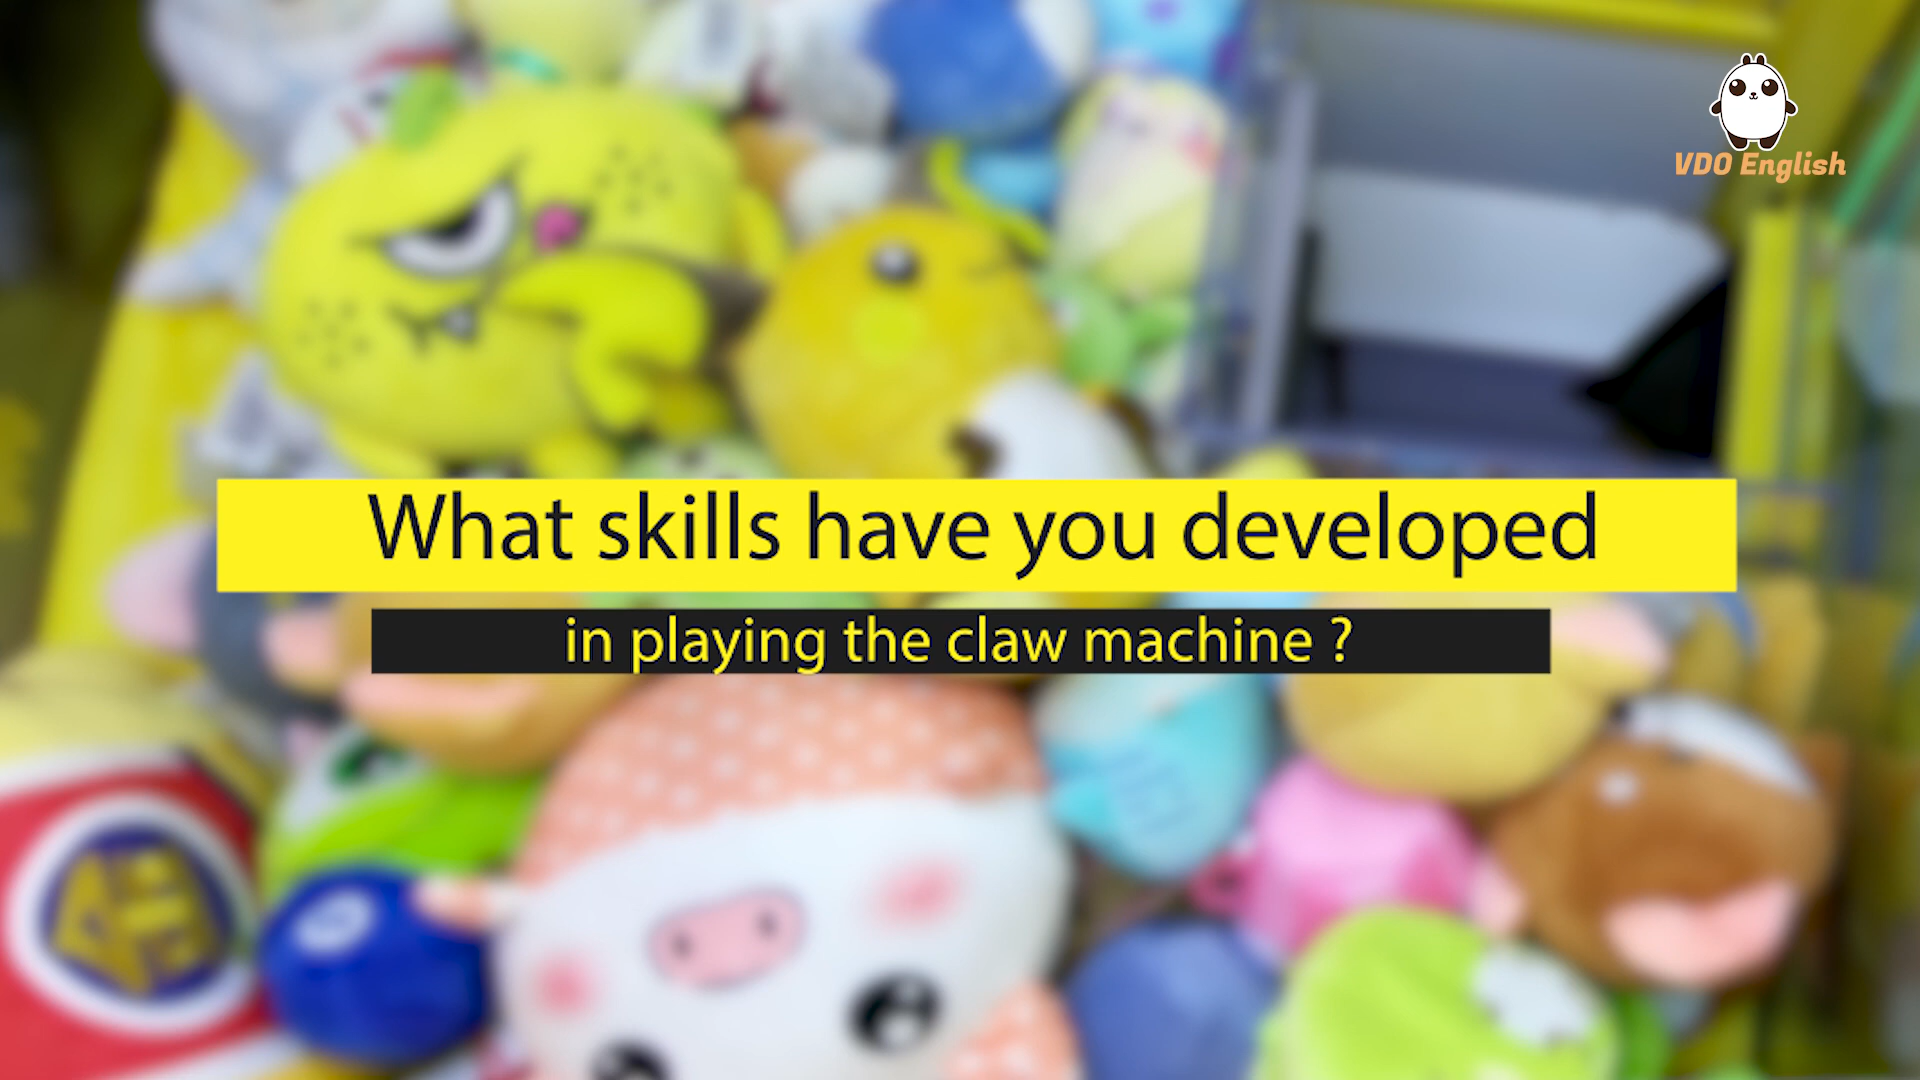 VDO English
What skills have you developed
in playing the claw machine ?